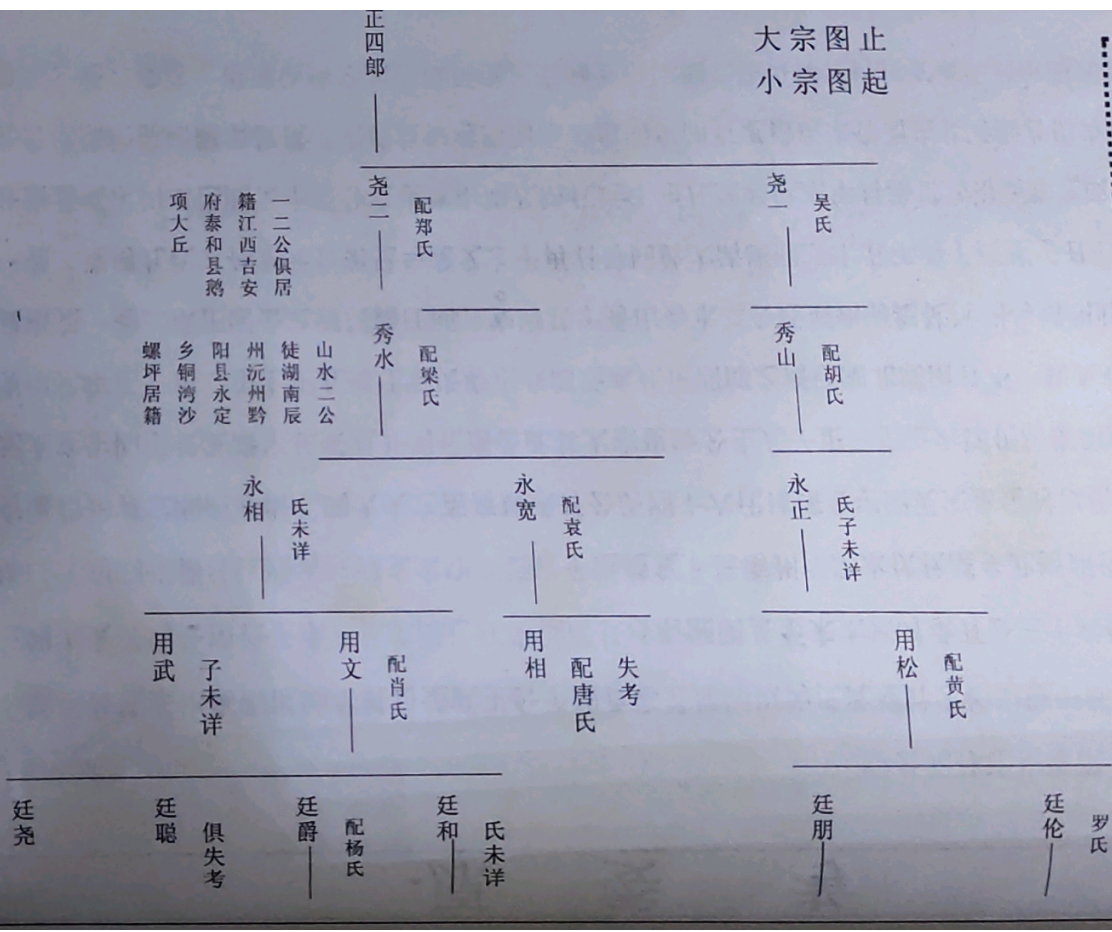 大宗图止
小宗图起
正四郎
吴氏
尧一
配郑氏
尧二
二公俱居
籍江西吉安
府泰和县鹅
项大丘
配胡氏
秀山
配梁氏
秀水
山水二公
徒湖南辰
州沅州黔
阳县永定
乡铜湾沙
螺坪居籍
氏子未详
永正
配袁氏
永宽
氏未详
永相
配黄氏
用松
失考
配唐氏
用相
配肖氏
用文
子未详
用武
罗氏
廷伦
廷朋
氏未详
廷和
配杨氏
廷爵
俱失考
廷聪
廷尧